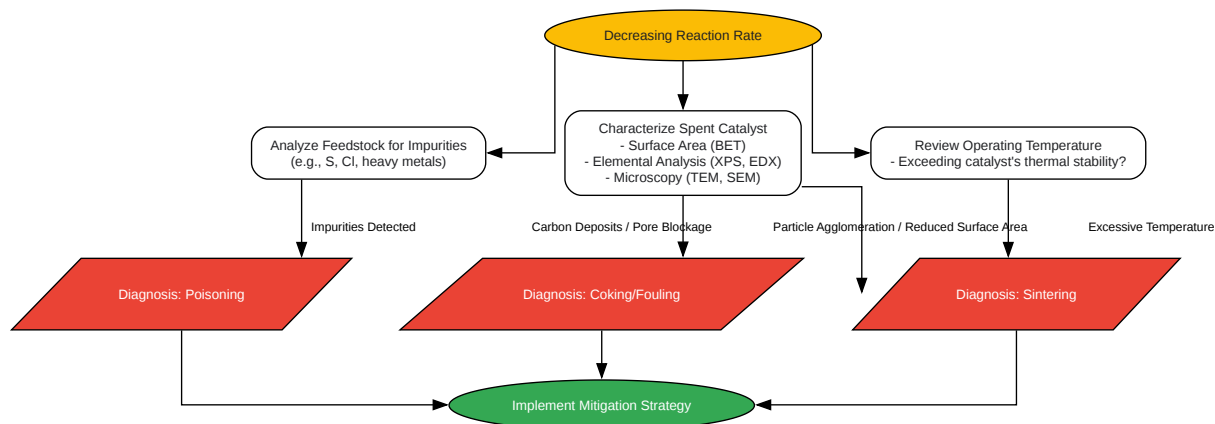 Decreasing Reaction Rate
Analyze Feedstock for Impurities
(e.g., S, Cl, heavy metals)
Characterize Spent Catalyst
- Surface Area (BET)
- Elemental Analysis (XPS, EDX)
- Microscopy (TEM, SEM)
Review Operating Temperature
- Exceeding catalyst's thermal stability?
Impurities Detected
Carbon Deposits / Pore Blockage
Particle Agglomeration / Reduced Surface Area
Excessive Temperature
Diagnosis: Poisoning
Diagnosis: Coking/Fouling
Diagnosis: Sintering
Implement Mitigation Strategy